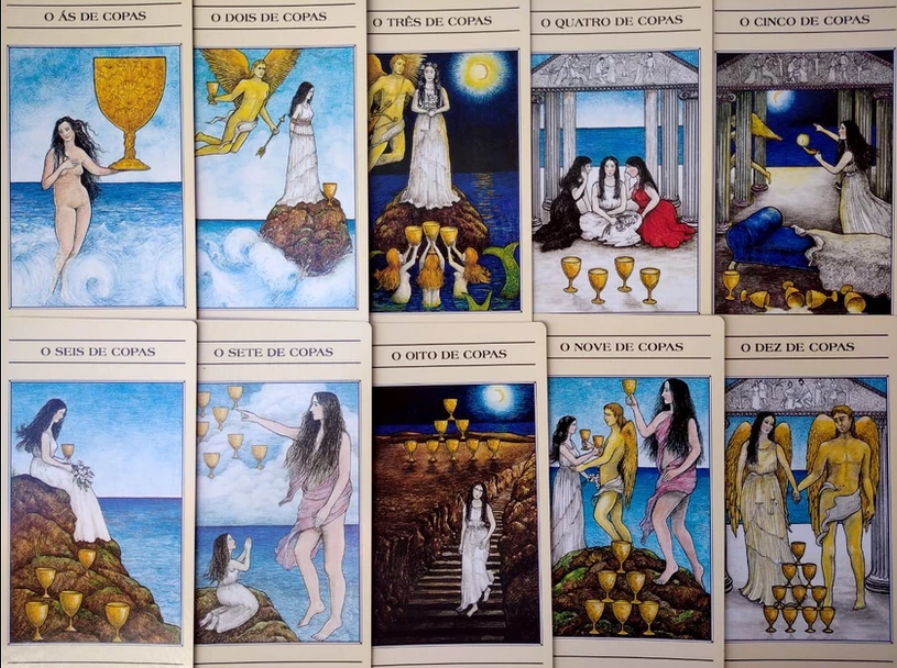 O ÁS DE COPAS
O DOIS DE COPAS
O TRÊS DE COPAS
O QUATRO DE COPAS
O CINCO DE COPAS
O SEIS DE COPAS
O SETE DE COPAS
O OITO DE COPAS
O NOVE DE COPAS
O DEZ DE COPAS